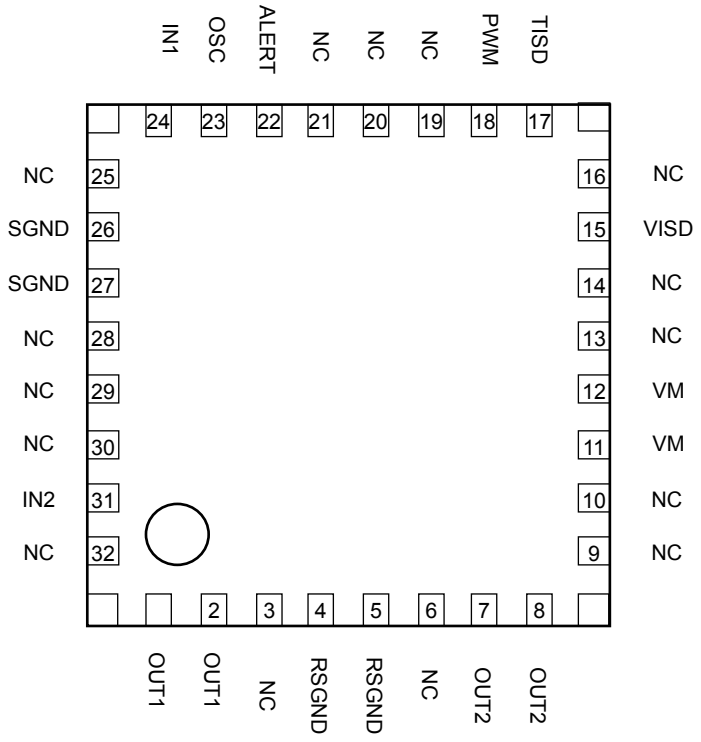 IN1 OSC ALERT NC NC NC PWM TISD
24 23 22 21 20 19 18 17
NC 25 16 NC
SGND 26 15 VISD
SGND 27 14 NC
NC 28 13 NC
NC 29 12 VM
NC 30 11 VM
IN2 31 10 NC
NC 32 9 NC
2 3 4 5 6 7 8
OUT1 OUT1 NC RSGND RSGND NC OUT2 OUT2